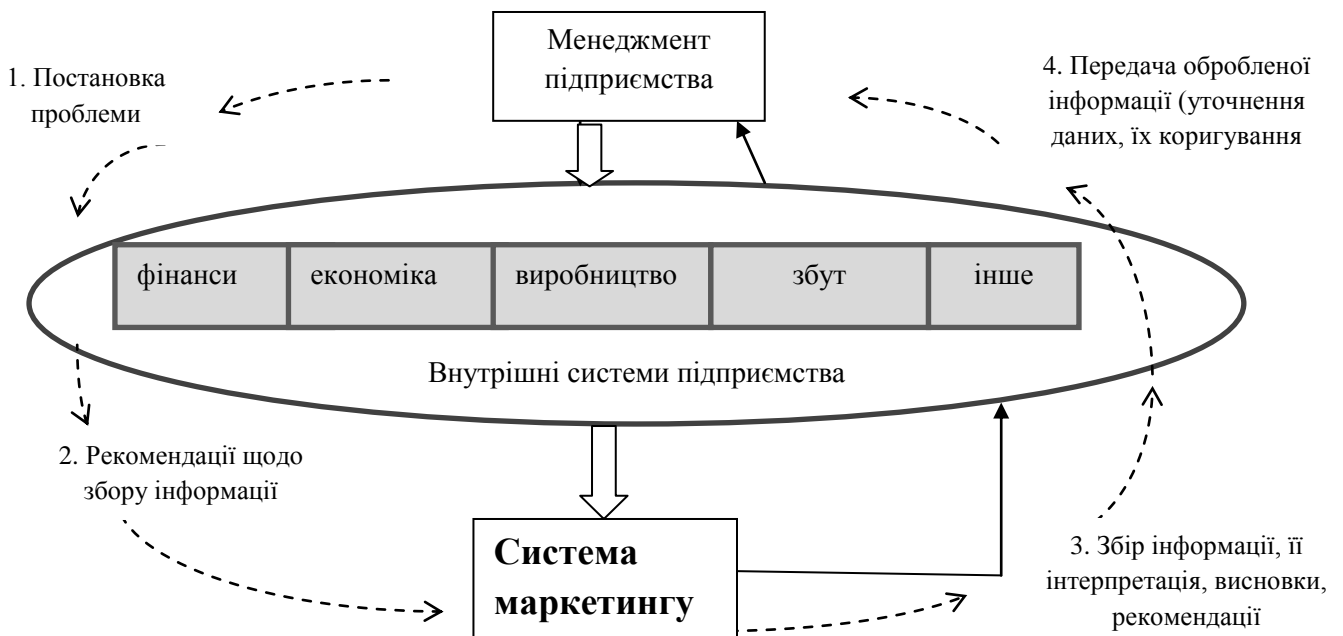 Менеджмент
підприємства
1. Постановка
проблеми
4. Передача обробленої
інформації (уточнення
даних, їх коригування
фінанси
економіка
виробництво
збут
інше
Внутрішні системи підприємства
2. Рекомендації щодо
збору інформації
Система
маркетингу
3. Збір інформації, її
інтерпретація, висновки,
рекомендації